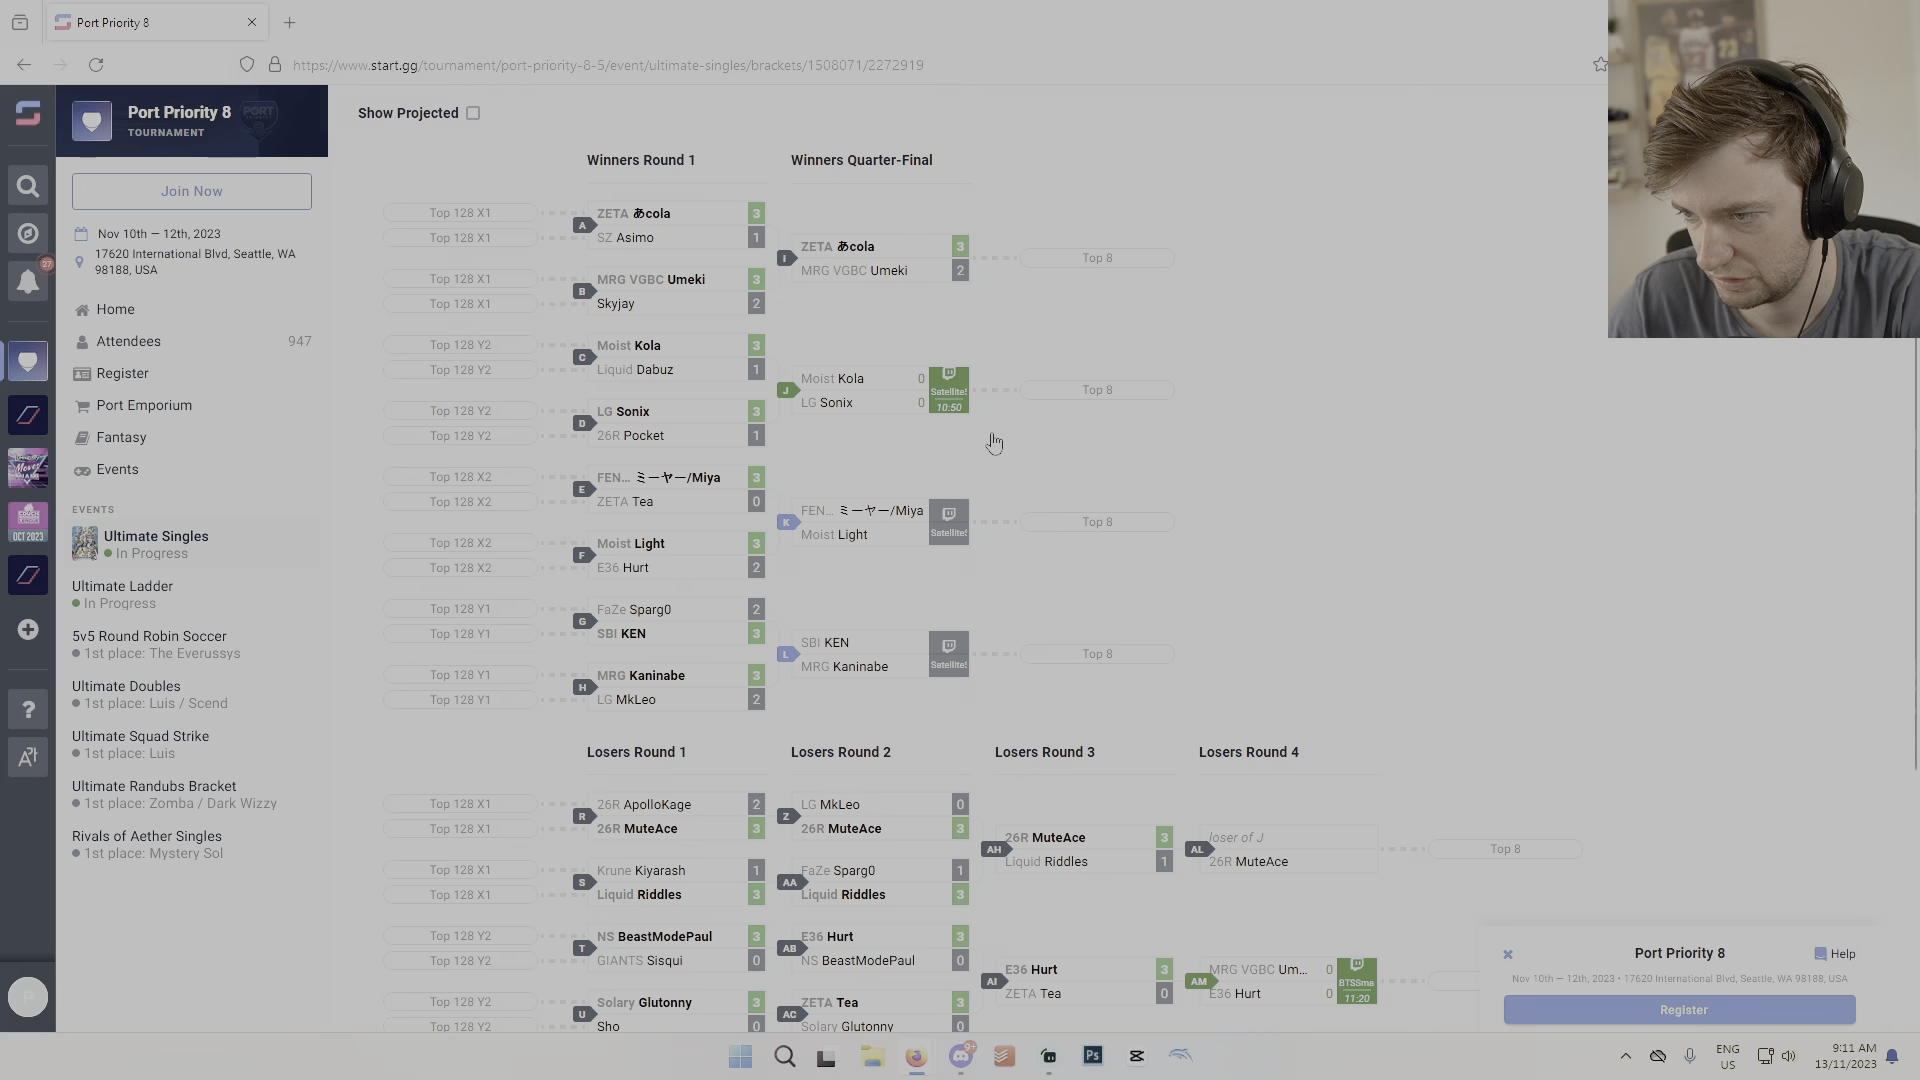 Port Priority 8
https://www.start.gg/tournament/port-priority-8-5/event/ultimate-singles/brackets/1508071/2272919
Port Priority 8
TOURNAMENT
Join Now
Nov 10th — 12th, 2023
17620 International Blvd, Seattle, WA
98188, USA
27
Home
Attendees 947
Register
Port Emporium
Fantasy
Events
EVENTS
Ultimate Singles
In Progress
Ultimate Ladder
In Progress
5v5 Round Robin Soccer
1st place: The Everussys
Ultimate Doubles
1st place: Luis / Scend
Ultimate Squad Strike
1st place: Luis
Ultimate Randubs Bracket
1st place: Zomba / Dark Wizzy
Rivals of Aether Singles
1st place: Mystery Sol
OCT 2023
Show Projected
Winners Round 1 Winners Quarter-Final
Top 128 X1 ZETA あcola 3
Top 128 X1 A SZ Asimo 1
ZETA あcola 3
I MRG VGBC Umeki 2 Top 8
Top 128 X1 MRG VGBC Umeki 3
Top 128 X1 B Skyjay 2
Top 128 Y2 Moist Kola 3
Top 128 Y2 C Liquid Dabuz 1
Moist Kola 0 Satellite!
J LG Sonix 0 10:50 Top 8
Top 128 Y2 LG Sonix 3
Top 128 Y2 D 26R Pocket 1
Top 128 X2 FEN... ミーヤー/Miya 3
Top 128 X2 E ZETA Tea 0
FEN... ミーヤー/Miya
K Moist Light Satellite! Top 8
Top 128 X2 Moist Light 3
Top 128 X2 F E36 Hurt 2
Top 128 Y1 FaZe Sparg0 2
Top 128 Y1 G SBI KEN 3
SBI KEN
L MRG Kaninabe Satellite! Top 8
Top 128 Y1 MRG Kaninabe 3
Top 128 Y1 H LG MkLeo 2
Losers Round 1 Losers Round 2 Losers Round 3 Losers Round 4
Top 128 X1 26R ApolloKage 2 LG MkLeo 0
Top 128 X1 R 26R MuteAce 3 Z 26R MuteAce 3
26R MuteAce 3 loser of J
AH Liquid Riddles 1 AL 26R MuteAce Top 8
Top 128 X1 Krune Kiyarash 1 FaZe Sparg0 1
Top 128 X1 S Liquid Riddles 3 AA Liquid Riddles 3
Top 128 Y2 NS BeastModePaul 3 E36 Hurt 3
Top 128 Y2 T GIANTS Sisqui 0 AB NS BeastModePaul 0
E36 Hurt 3 MRG VGBC Um... 0 BTSSma
AI ZETA Tea 0 AM E36 Hurt 0 11:20
Top 128 Y2 Solary Glutonny 3 ZETA Tea 3
Top 128 Y2 U Sho 0 AC Solary Glutonny 0
Port Priority 8 Help
Nov 10th — 12th, 2023 • 17620 International Blvd, Seattle, WA 98188, USA
Register
9+
Ps
ENG
US
9:11 AM
13/11/2023